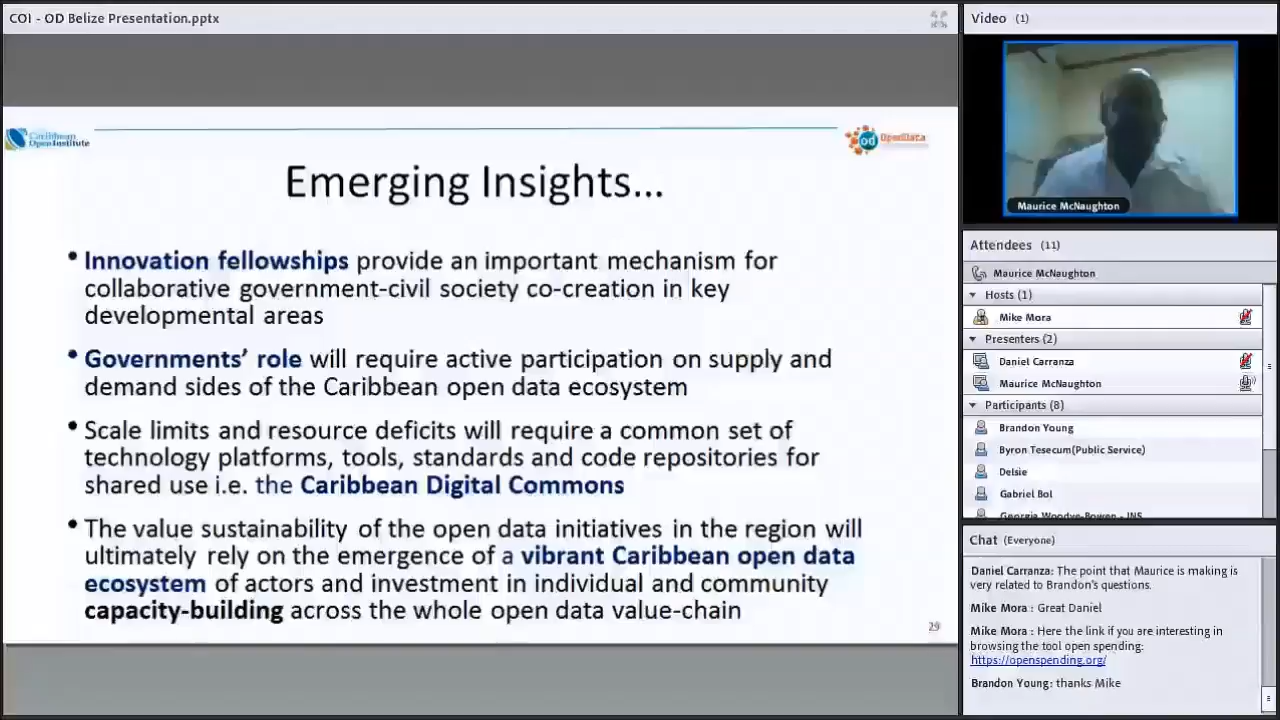 COI - OD Belize Presentation.pptx
Caribbean
OpenInstitute
od OpenData
Emerging Insights...
• Innovation fellowships provide an important mechanism for
collaborative government-civil society co-creation in key
developmental areas
• Governments’ role will require active participation on supply and
demand sides of the Caribbean open data ecosystem
• Scale limits and resource deficits will require a common set of
technology platforms, tools, standards and code repositories for
shared use i.e. the Caribbean Digital Commons
• The value sustainability of the open data initiatives in the region will
ultimately rely on the emergence of a vibrant Caribbean open data
ecosystem of actors and investment in individual and community
capacity-building across the whole open data value-chain
29
Video (1)
Maurice McNaughton
Attendees (11)
Maurice McNaughton
Hosts (1)
Mike Mora
Presenters (2)
Daniel Carranza
Maurice McNaughton
Participants (8)
Brandon Young
Byron Tesecum(Public Service)
Delsie
Gabriel Bol
Georgia Woodye-Bowen - INS
Chat (Everyone)
Daniel Carranza: The point that Maurice is making is
very related to Brandon's questions.
Mike Mora : Great Daniel
Mike Mora : Here the link if you are interesting in
browsing the tool open spending:
https://openspending.org/
Brandon Young: thanks Mike